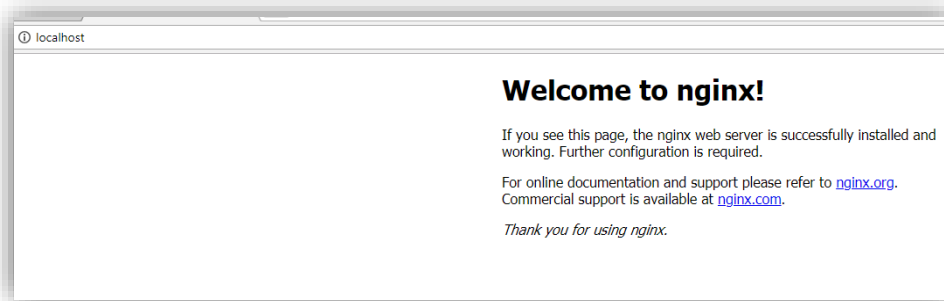 localhost
Welcome to nginx!
If you see this page, the nginx web server is successfully installed and
working. Further configuration is required.
For online documentation and support please refer to nginx.org.
Commercial support is available at nginx.com.
Thank you for using nginx.